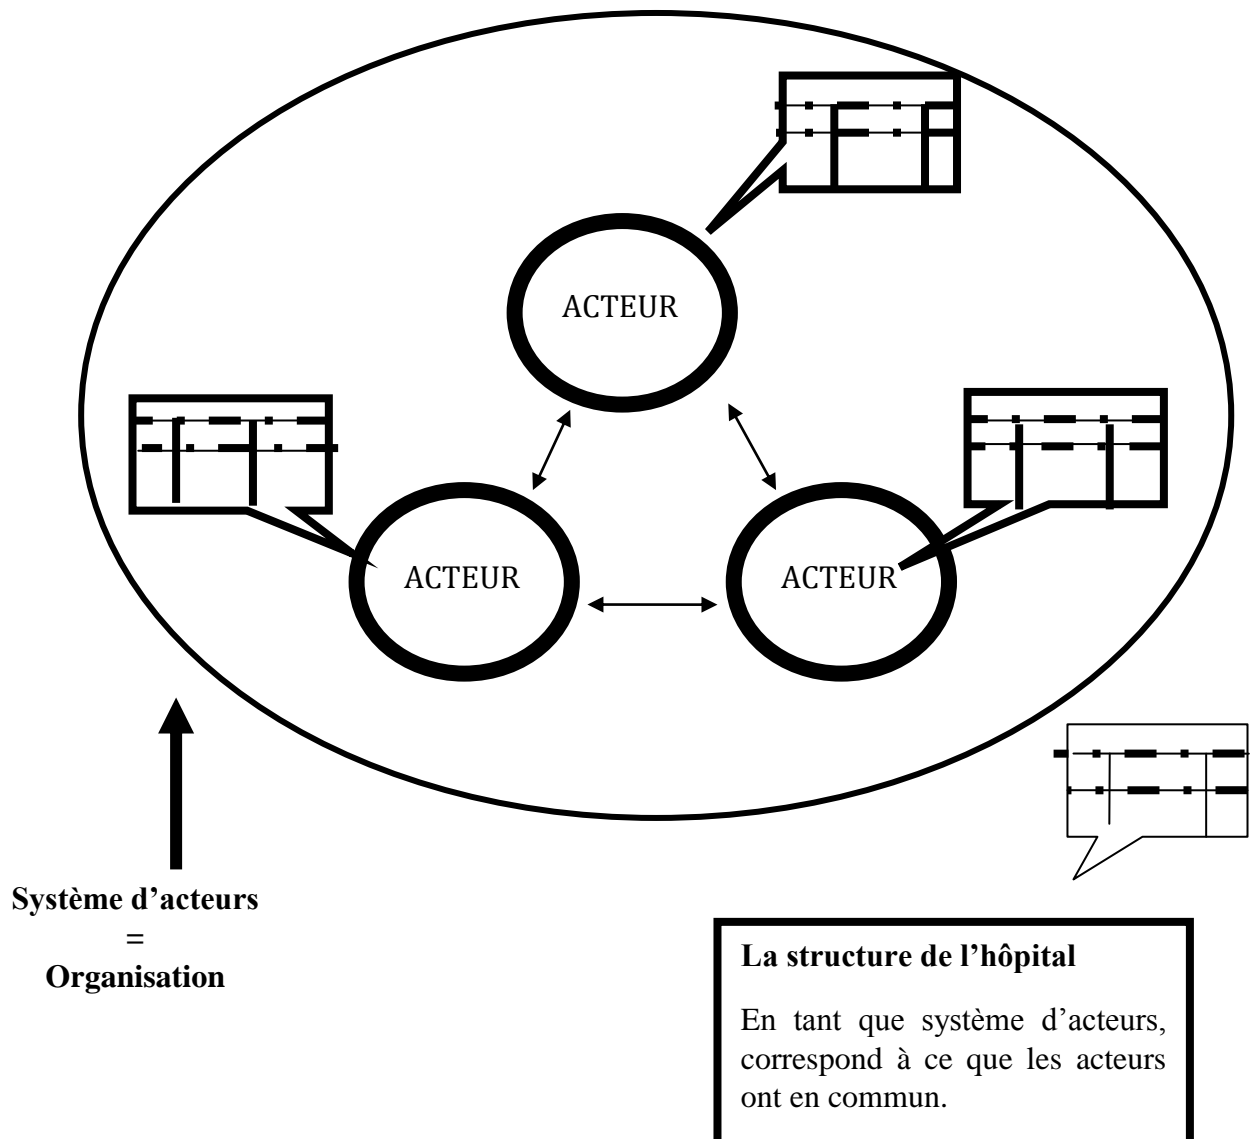 ACTEUR
ACTEUR
ACTEUR
Système d’acteurs
=
Organisation
La structure de l’hôpital
En tant que système d’acteurs,
correspond à ce que les acteurs
ont en commun.